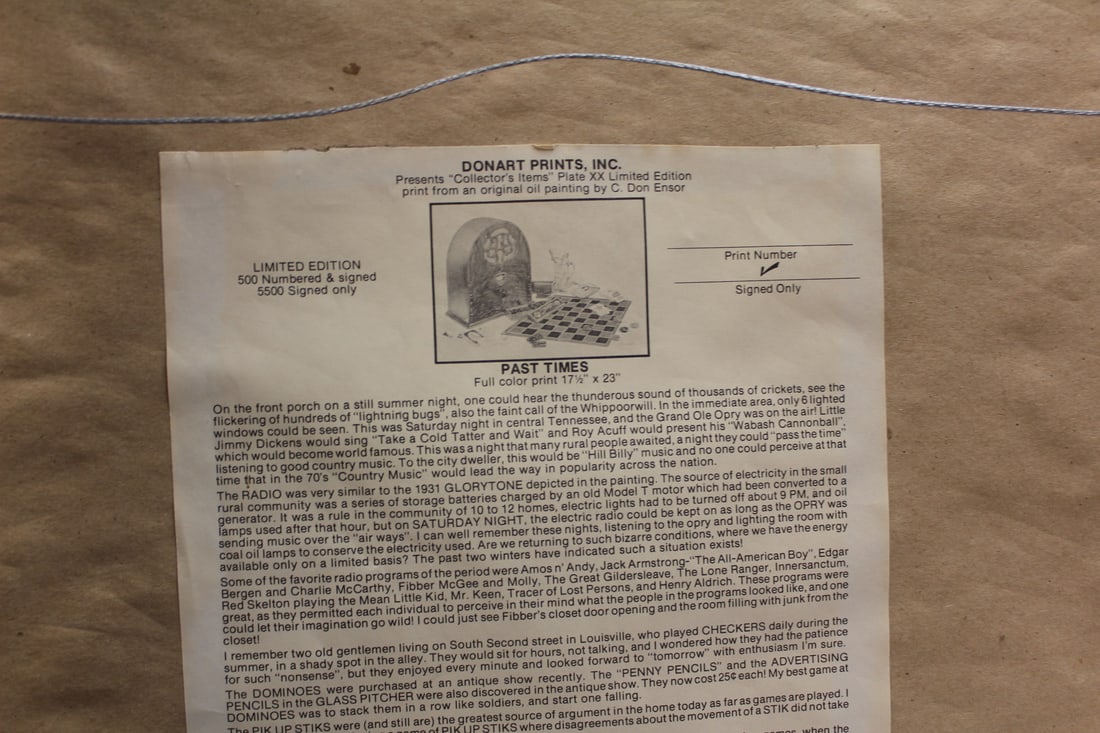 DONART PRINTS, INC.
Presents "Collector's Items" Plate XX Limited Edition
print from an original oil painting by C. Don Ensor
LIMITED EDITION
500 Numbered & signed
5500 Signed only
Print Number
✓
Signed Only
PAST TIMES
Full color print 17½" x 23"
On the front porch on a still summer night, one could hear the thunderous sound of thousands of crickets, see the
flickering of hundreds of "lightning bugs", also the faint call of the Whippoorwill. In the immediate area, only 6 lighted
windows could be seen. This was Saturday night in central Tennessee, and the Grand Ole Opry was on the air! Little
Jimmy Dickens would sing "Take a Cold Tatter and Wait" and Roy Acuff would present his "Wabash Cannonball",
which would become world famous. This was a night that many rural people awaited, a night they could "pass the time"
listening to good country music. To the city dweller, this would be "Hill Billy" music and no one could perceive at that
time that in the 70's "Country Music" would lead the way in popularity across the nation.
The RADIO was very similar to the 1931 GLORYTONE depicted in the painting. The source of electricity in the small
rural community was a series of storage batteries charged by an old Model T motor which had been converted to a
generator. It was a rule in the community of 10 to 12 homes, electric lights had to be turned off about 9 PM, and oil
lamps used after that hour, but on SATURDAY NIGHT, the electric radio could be kept on as long as the OPRY was
sending music over the "air ways". I can well remember these nights, listening to the opry and lighting the room with
coal oil lamps to conserve the electricity used. Are we returning to such bizarre conditions, where we have the energy
available only on a limited basis? The past two winters have indicated such a situation exists!
Some of the favorite radio programs of the period were Amos n' Andy, Jack Armstrong-"The All-American Boy", Edgar
Bergen and Charlie McCarthy, Fibber McGee and Molly, The Great Gildersleave, The Lone Ranger, Innersanctum,
Red Skelton playing the Mean Little Kid, Mr. Keen, Tracer of Lost Persons, and Henry Aldrich. These programs were
great, as they permitted each individual to perceive in their mind what the people in the programs looked like, and one
could let their imagination go wild! I could just see Fibber's closet door opening and the room filling with junk from the
closet!
I remember two old gentlemen living on South Second street in Louisville, who played CHECKERS daily during the
summer, in a shady spot in the alley. They would sit for hours, not talking, and I wondered how they had the patience
for such "nonsense", but they enjoyed every minute and looked forward to "tomorrow" with enthusiasm I'm sure.
The DOMINOES were purchased at an antique show recently. The "PENNY PENCILS" and the ADVERTISING
PENCILS in the GLASS PITCHER were also discovered in the antique show. They now cost 25¢ each! My best game at
DOMINOES was to stack them in a row like soldiers, and start one falling.
The PIK UP STIKS were (and still are) the greatest source of argument in the home today as far as games are played. I
game of PIK UP STIKS where disagreements about the movement of a STIK did not take
games, when the